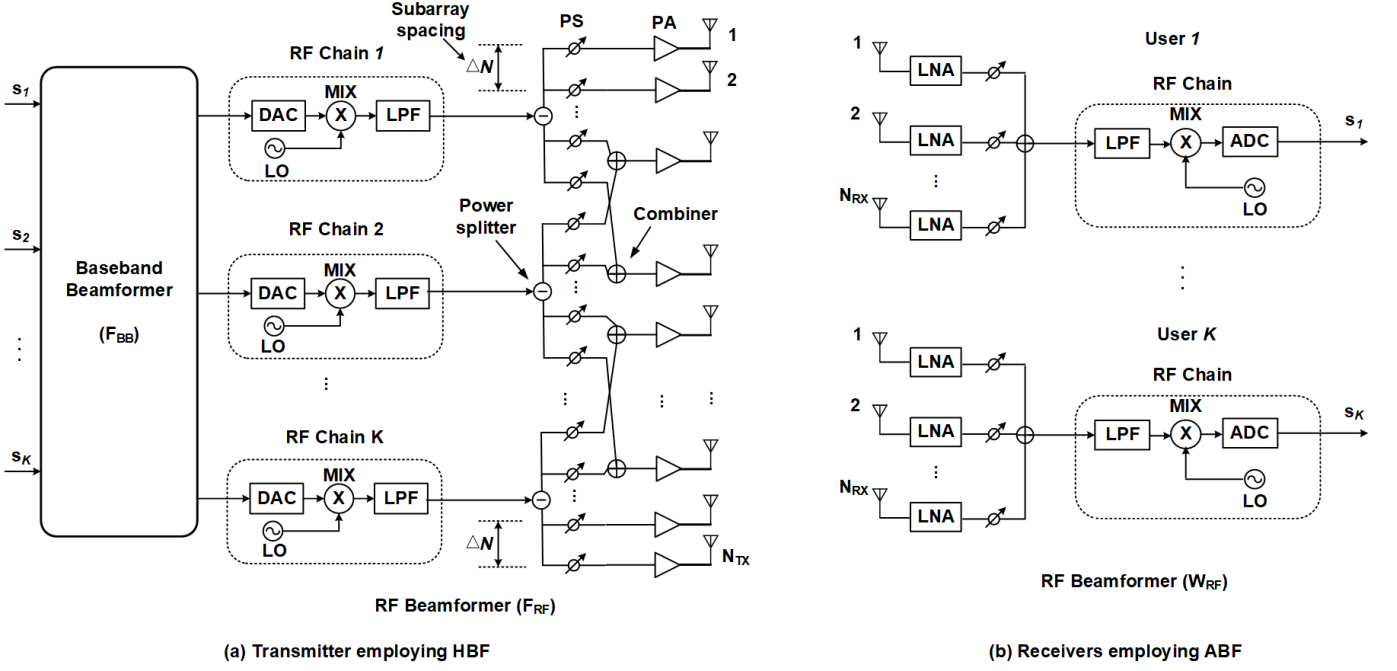 Subarray
spacing
PS
PA
1
RF Chain 1
△N
2
s1
MIX
DAC
X
LPF
LO
s2
Baseband
Beamformer
(FBB)
RF Chain 2
MIX
DAC
X
LPF
LO
Power
splitter
Combiner
sK
RF Chain K
MIX
DAC
X
LPF
LO
△N
NTX
RF Beamformer (FRF)
(a) Transmitter employing HBF
User 1
1
LNA
RF Chain
2
LNA
MIX
LPF
X
ADC
s1
NRX
LNA
LO
User K
1
LNA
RF Chain
2
LNA
MIX
LPF
X
ADC
sK
NRX
LNA
LO
RF Beamformer (WRF)
(b) Receivers employing ABF